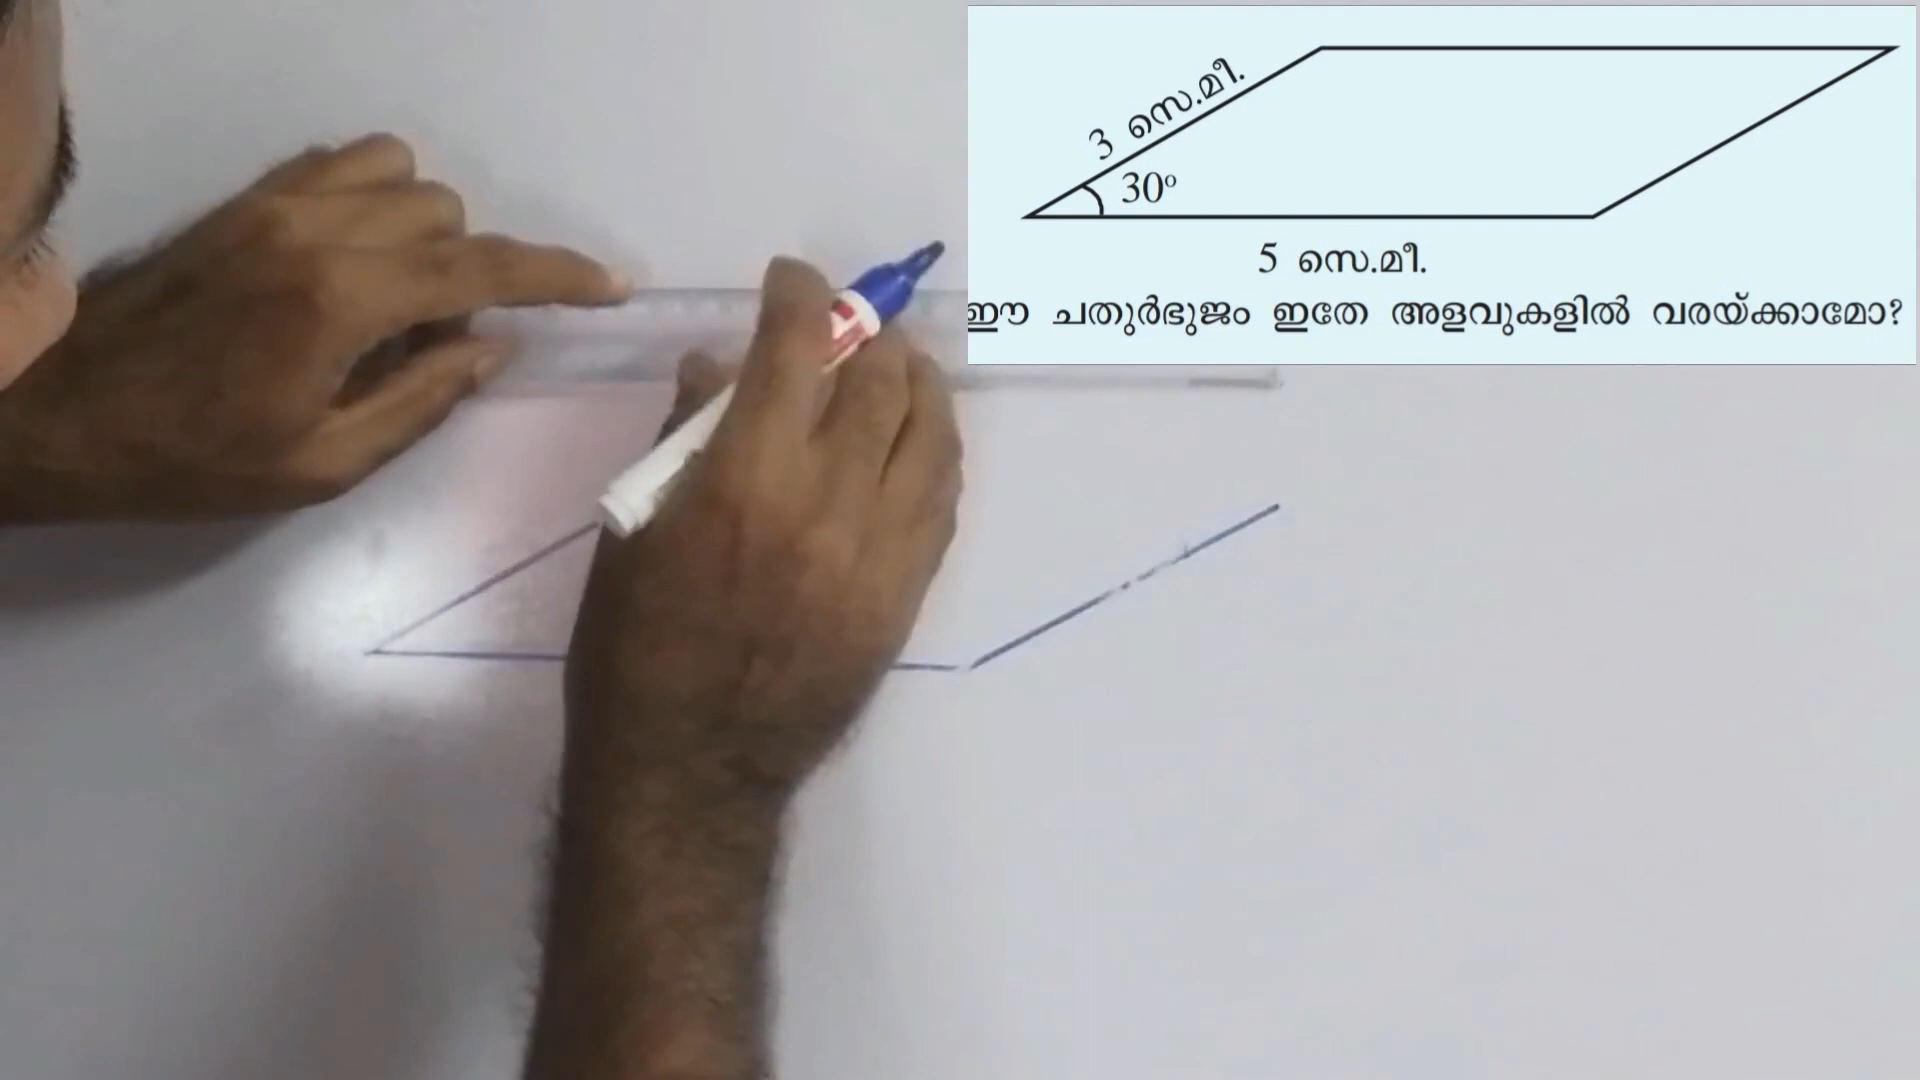 3 സെ.മീ.
30°
5 സെ.മീ.
ഈ ചതുർഭുജം ഇതേ അളവുകളിൽ വരയ്ക്കാമോ?